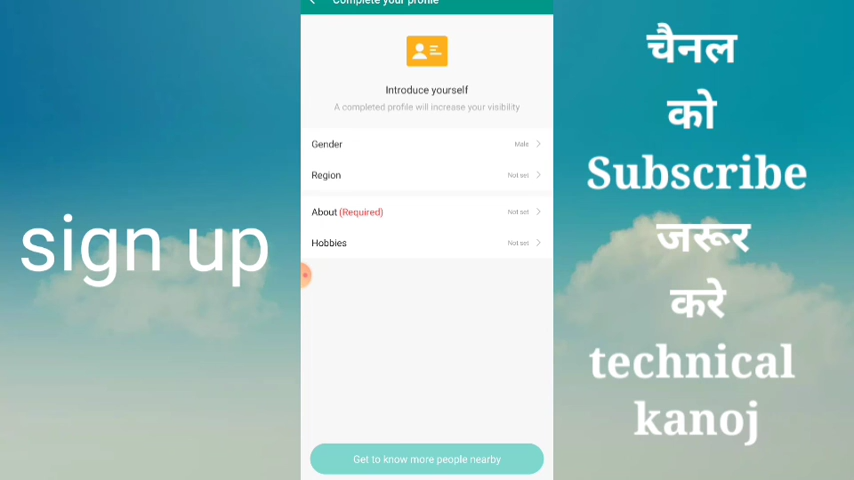 Complete your profile
Introduce yourself
A completed profile will increase your visibility
Gender Male
Region Not set
About (Required) Not set
Hobbies Not set
Get to know more people nearby
sign up
चैनल
को
Subscribe
जरूर
करे
technical
kanoj